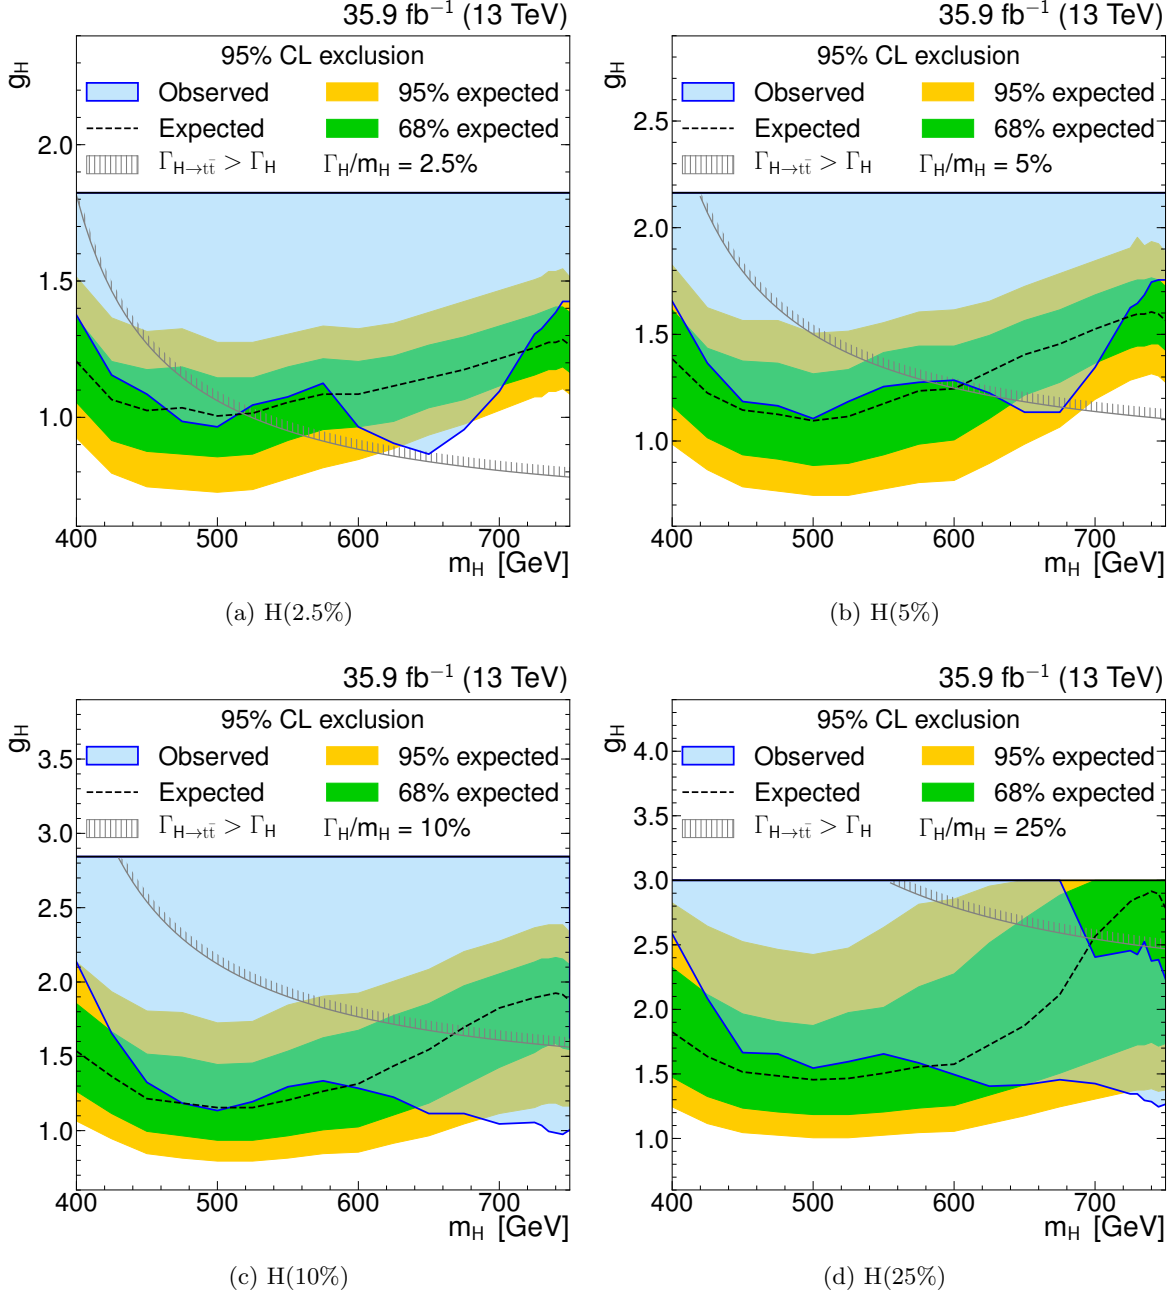 35.9 fb⁻¹ (13 TeV)
95% CL exclusion
Observed
95% expected
Expected
68% expected
Γ_H→tt̄ > Γ_H
Γ_H/m_H = 2.5%
g_H
2.0
1.5
1.0
400 500 600 700
m_H [GeV]
(a) H(2.5%)
35.9 fb⁻¹ (13 TeV)
95% CL exclusion
Observed
95% expected
Expected
68% expected
Γ_H→tt̄ > Γ_H
Γ_H/m_H = 5%
g_H
2.5
2.0
1.5
1.0
400 500 600 700
m_H [GeV]
(b) H(5%)
35.9 fb⁻¹ (13 TeV)
95% CL exclusion
Observed
95% expected
Expected
68% expected
Γ_H→tt̄ > Γ_H
Γ_H/m_H = 10%
g_H
3.5
3.0
2.5
2.0
1.5
1.0
400 500 600 700
m_H [GeV]
(c) H(10%)
35.9 fb⁻¹ (13 TeV)
95% CL exclusion
Observed
95% expected
Expected
68% expected
Γ_H→tt̄ > Γ_H
Γ_H/m_H = 25%
g_H
4.0
3.5
3.0
2.5
2.0
1.5
1.0
400 500 600 700
m_H [GeV]
(d) H(25%)